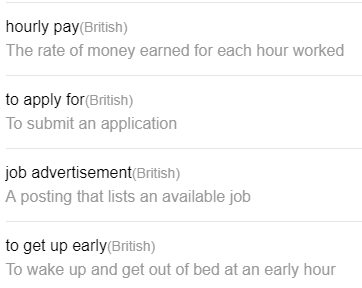 hourly pay(British)
The rate of money earned for each hour worked
to apply for(British)
To submit an application
job advertisement(British)
A posting that lists an available job
to get up early(British)
To wake up and get out of bed at an early hour